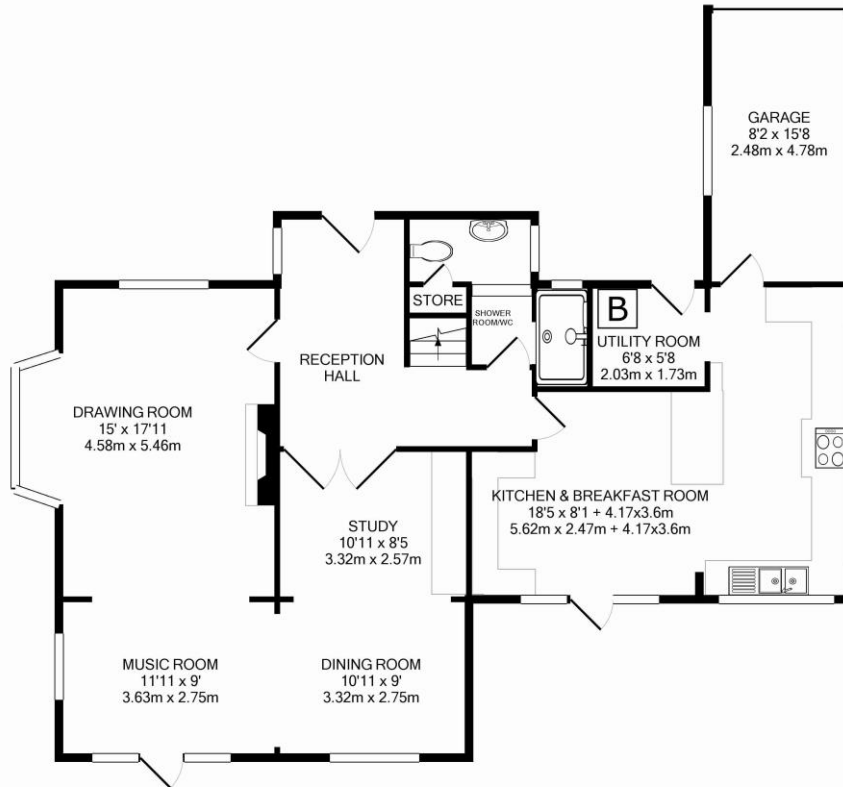 GARAGE
8'2 x 15'8
2.48m x 4.78m
STORE
SHOWER
ROOM/WC
B
UTILITY ROOM
6'8 x 5'8
2.03m x 1.73m
RECEPTION
HALL
DRAWING ROOM
15' x 17'11
4.58m x 5.46m
KITCHEN & BREAKFAST ROOM
18'5 x 8'1 + 4.17x3.6m
5.62m x 2.47m + 4.17x3.6m
STUDY
10'11 x 8'5
3.32m x 2.57m
MUSIC ROOM
11'11 x 9'
3.63m x 2.75m
DINING ROOM
10'11 x 9'
3.32m x 2.75m